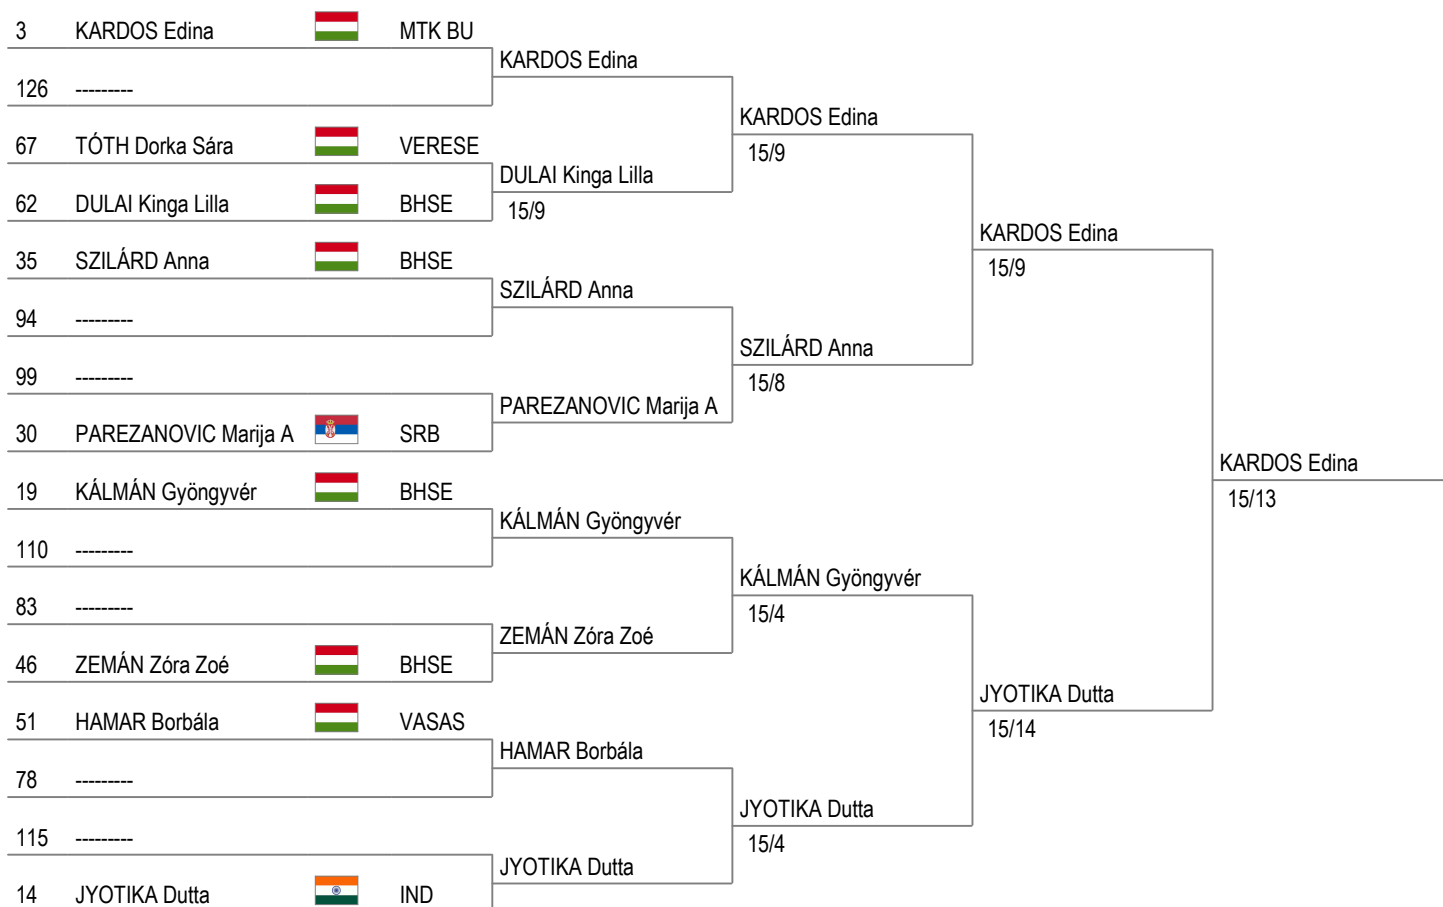 3 KARDOS Edina MTK BU
KARDOS Edina
126 ---------
KARDOS Edina
67 TÓTH Dorka Sára VERESE
15/9
DULAI Kinga Lilla
62 DULAI Kinga Lilla BHSE
15/9
KARDOS Edina
35 SZILÁRD Anna BHSE
15/9
SZILÁRD Anna
94 ---------
SZILÁRD Anna
99 ---------
15/8
PAREZANOVIC Marija A
30 PAREZANOVIC Marija A SRB
KARDOS Edina
19 KÁLMÁN Gyöngyvér BHSE
15/13
KÁLMÁN Gyöngyvér
110 ---------
KÁLMÁN Gyöngyvér
83 ---------
15/4
ZEMÁN Zóra Zoé
46 ZEMÁN Zóra Zoé BHSE
JYOTIKA Dutta
51 HAMAR Borbála VASAS
15/14
HAMAR Borbála
78 ---------
JYOTIKA Dutta
115 ---------
15/4
JYOTIKA Dutta
14 JYOTIKA Dutta IND